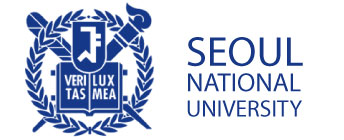 VERI LUX
TAS MEA
SEOUL
NATIONAL
UNIVERSITY